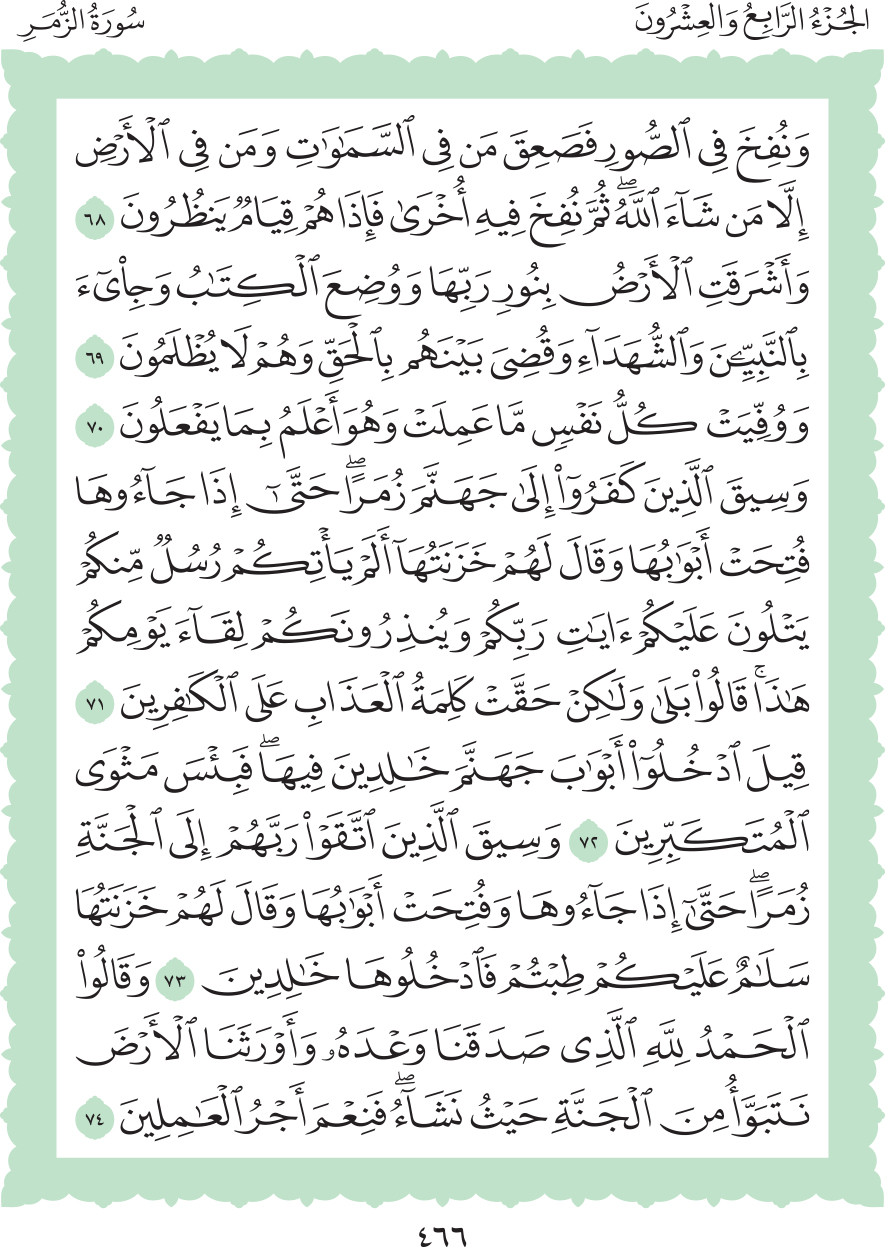 الجُزْءُ الرَّابِعُ وَالعِشْرُونَ
سُورَةُ الزُّمَرِ
وَنُفِخَ فِي ٱلصُّورِ فَصَعِقَ مَن فِي ٱلسَّمَٰوَٰتِ وَمَن فِي ٱلۡأَرۡضِ
إِلَّا مَن شَآءَ ٱللَّهُۖ ثُمَّ نُفِخَ فِيهِ أُخۡرَىٰ فَإِذَا هُمۡ قِيَامٞ يَنظُرُونَ ٦٨
وَأَشۡرَقَتِ ٱلۡأَرۡضُ بِنُورِ رَبِّهَا وَوُضِعَ ٱلۡكِتَٰبُ وَجِاْيٓءَ
بِٱلنَّبِيِّـۧنَ وَٱلشُّهَدَآءِ وَقُضِيَ بَيۡنَهُم بِٱلۡحَقِّ وَهُمۡ لَا يُظۡلَمُونَ ٦٩
وَوُفِّيَتۡ كُلُّ نَفۡسٖ مَّا عَمِلَتۡ وَهُوَ أَعۡلَمُ بِمَا يَفۡعَلُونَ ٧٠
وَسِيقَ ٱلَّذِينَ كَفَرُوٓاْ إِلَىٰ جَهَنَّمَ زُمَرًاۖ حَتَّىٰٓ إِذَا جَآءُوهَا
فُتِحَتۡ أَبۡوَٰبُهَا وَقَالَ لَهُمۡ خَزَنَتُهَآ أَلَمۡ يَأۡتِكُمۡ رُسُلٞ مِّنكُمۡ
يَتۡلُونَ عَلَيۡكُمۡ ءَايَٰتِ رَبِّكُمۡ وَيُنذِرُونَكُمۡ لِقَآءَ يَوۡمِكُمۡ
هَٰذَاۚ قَالُواْ بَلَىٰ وَلَٰكِنۡ حَقَّتۡ كَلِمَةُ ٱلۡعَذَابِ عَلَى ٱلۡكَٰفِرِينَ ٧١
قِيلَ ٱدۡخُلُوٓاْ أَبۡوَٰبَ جَهَنَّمَ خَٰلِدِينَ فِيهَاۖ فَبِئۡسَ مَثۡوَى
ٱلۡمُتَكَبِّرِينَ ٧٢ وَسِيقَ ٱلَّذِينَ ٱتَّقَوۡاْ رَبَّهُمۡ إِلَى ٱلۡجَنَّةِ
زُمَرًاۖ حَتَّىٰٓ إِذَا جَآءُوهَا وَفُتِحَتۡ أَبۡوَٰبُهَا وَقَالَ لَهُمۡ خَزَنَتُهَا
سَلَٰمٌ عَلَيۡكُمۡ طِبۡتُمۡ فَٱدۡخُلُوهَا خَٰلِدِينَ ٧٣ وَقَالُواْ
ٱلۡحَمۡدُ لِلَّهِ ٱلَّذِي صَدَقَنَا وَعۡدَهُۥ وَأَوۡرَثَنَا ٱلۡأَرۡضَ
نَتَبَوَّأُ مِنَ ٱلۡجَنَّةِ حَيۡثُ نَشَآءُۖ فَنِعۡمَ أَجۡرُ ٱلۡعَٰمِلِينَ ٧٤
٤٦٦